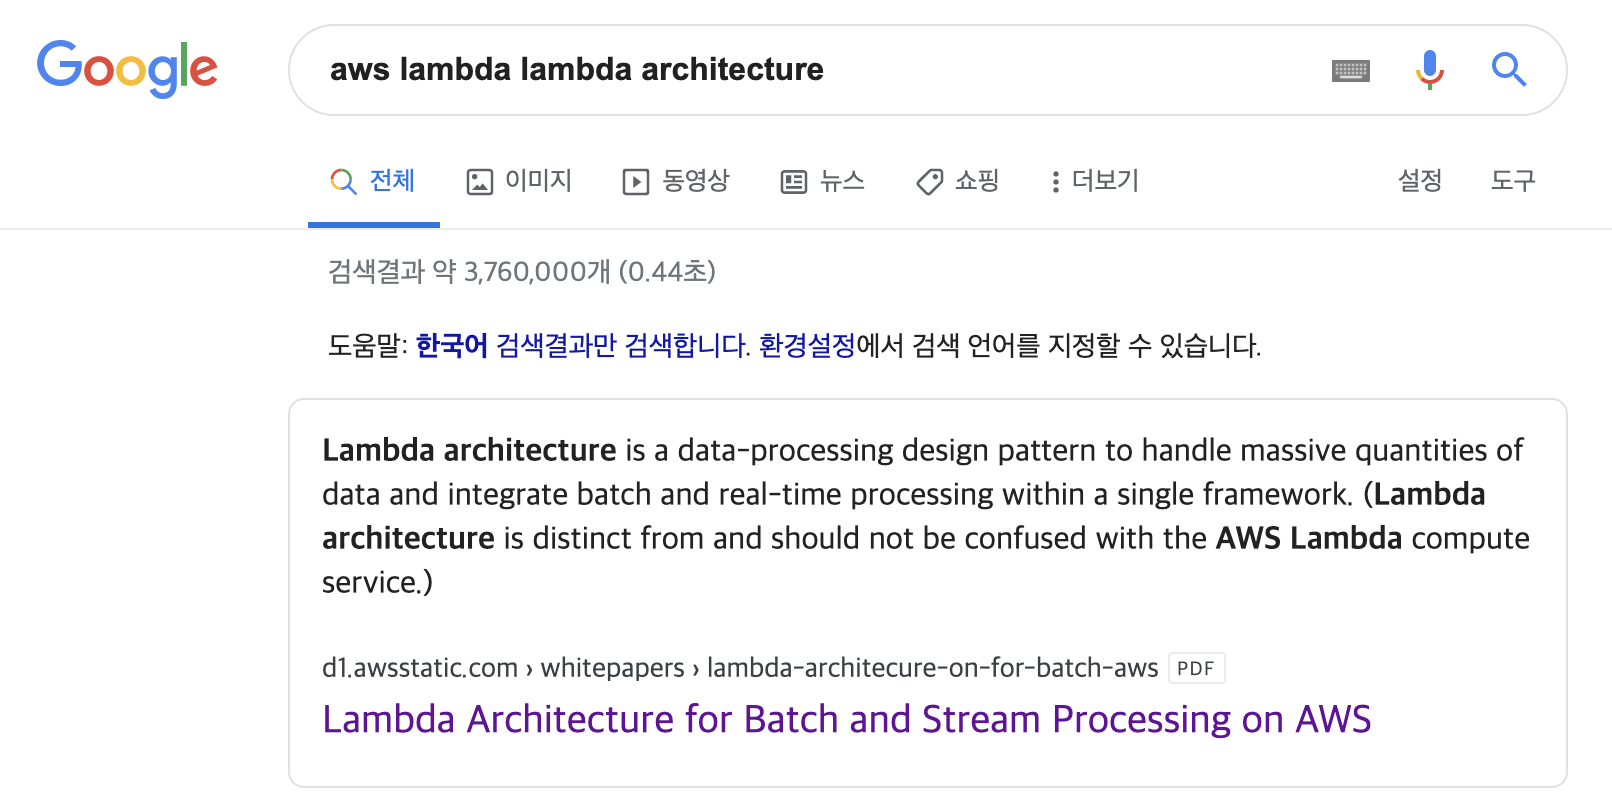 Google
aws lambda lambda architecture
전체 이미지 동영상 뉴스 쇼핑 더보기 설정 도구
검색결과 약 3,760,000개 (0.44초)
도움말: 한국어 검색결과만 검색합니다. 환경설정에서 검색 언어를 지정할 수 있습니다.
Lambda architecture is a data-processing design pattern to handle massive quantities of
data and integrate batch and real-time processing within a single framework. (Lambda
architecture is distinct from and should not be confused with the AWS Lambda compute
service.)
d1.awsstatic.com › whitepapers › lambda-architecure-on-for-batch-aws PDF
Lambda Architecture for Batch and Stream Processing on AWS